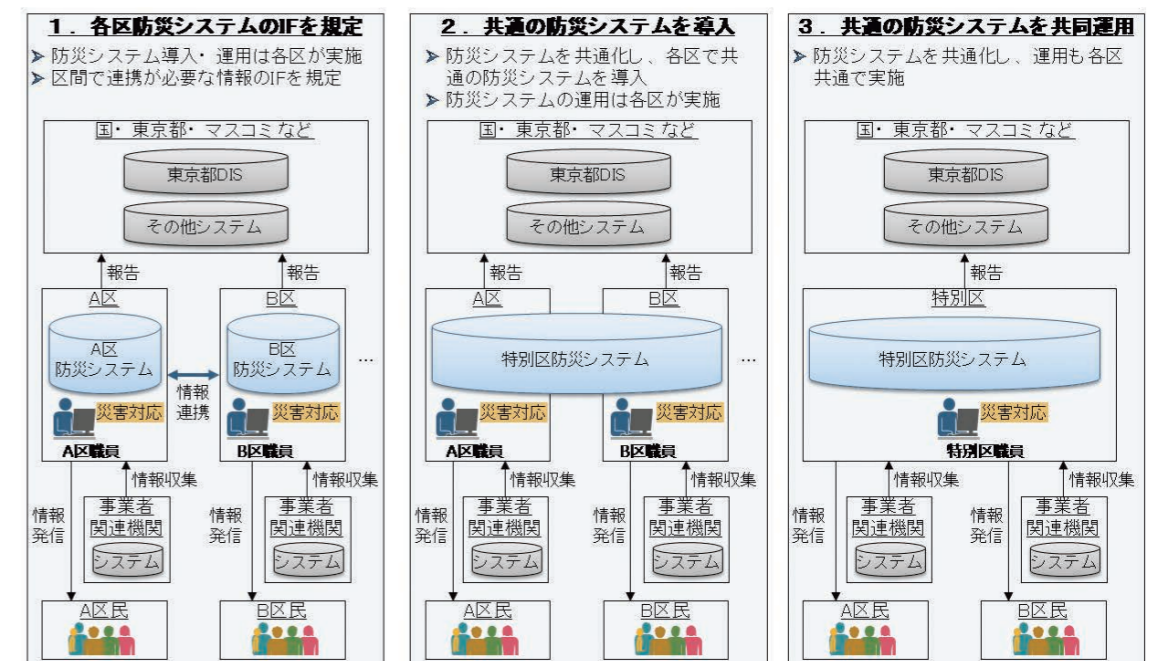 １．各区防災システムのIFを規定
➢ 防災システム導入・運用は各区が実施
➢ 区間で連携が必要な情報のIFを規定
国・東京都・マスコミなど
東京都DIS
その他システム
報告
報告
A区
B区
A区
防災システム
B区
防災システム
…
情報
連携
災害対応
災害対応
A区職員
B区職員
情報収集
情報収集
情報
発信
事業者
関連機関
システム
情報
発信
事業者
関連機関
システム
A区民
B区民
２．共通の防災システムを導入
➢ 防災システムを共通化し、各区で共
通の防災システムを導入
➢ 防災システムの運用は各区が実施
国・東京都・マスコミなど
東京都DIS
その他システム
報告
報告
A区
B区
特別区防災システム
…
災害対応
災害対応
A区職員
B区職員
情報収集
情報収集
情報
発信
事業者
関連機関
システム
情報
発信
事業者
関連機関
システム
A区民
B区民
３．共通の防災システムを共同運用
➢ 防災システムを共通化し、運用も各区
共通で実施
国・東京都・マスコミなど
東京都DIS
その他システム
報告
特別区
特別区防災システム
災害対応
特別区職員
情報収集
情報収集
情報
発信
事業者
関連機関
システム
情報
発信
事業者
関連機関
システム
A区民
B区民